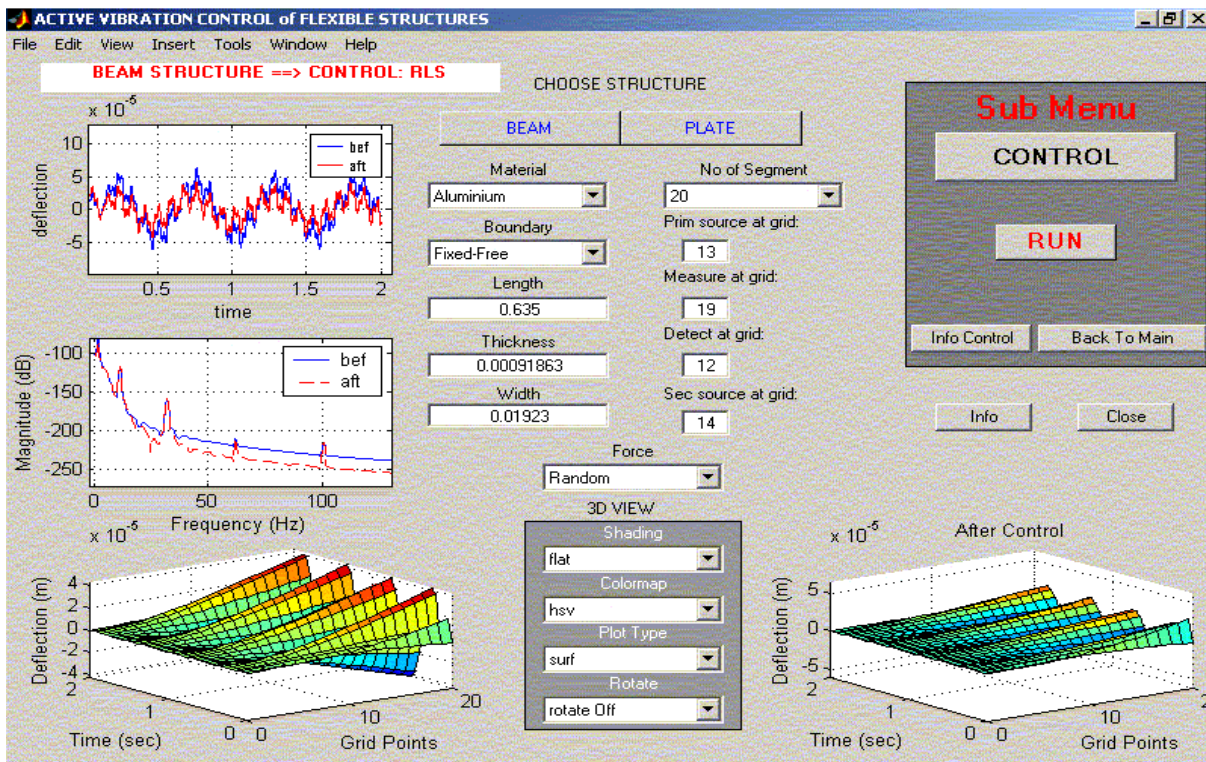 ACTIVE VIBRATION CONTROL of FLEXIBLE STRUCTURES
File Edit View Insert Tools Window Help
BEAM STRUCTURE ==> CONTROL: RLS
x 10^-5
deflection
10
5
0
-5
bef
aft
0.5 1 1.5 2
time
Magnitude (dB)
-100
-150
-200
-250
bef
aft
0 50 100
Frequency (Hz)
CHOOSE STRUCTURE
BEAM PLATE
Material
Aluminium
Boundary
Fixed-Free
Length
0.635
Thickness
0.00091863
Width
0.01923
No of Segment
20
Prim source at grid:
13
Measure at grid:
19
Detect at grid:
12
Sec source at grid:
14
Force
Random
3D VIEW
Shading
flat
Colormap
hsv
Plot Type
surf
Rotate
rotate Off
Sub Menu
CONTROL
RUN
Info Control Back To Main
Info Close
x 10^-5
Deflection (m)
4
2
0
-2
-4
2 1 0
Time (sec)
0 10 20
Grid Points
x 10^-5
After Control
Deflection (m)
5
0
-5
2 1 0
Time (sec)
0 10
Grid Points